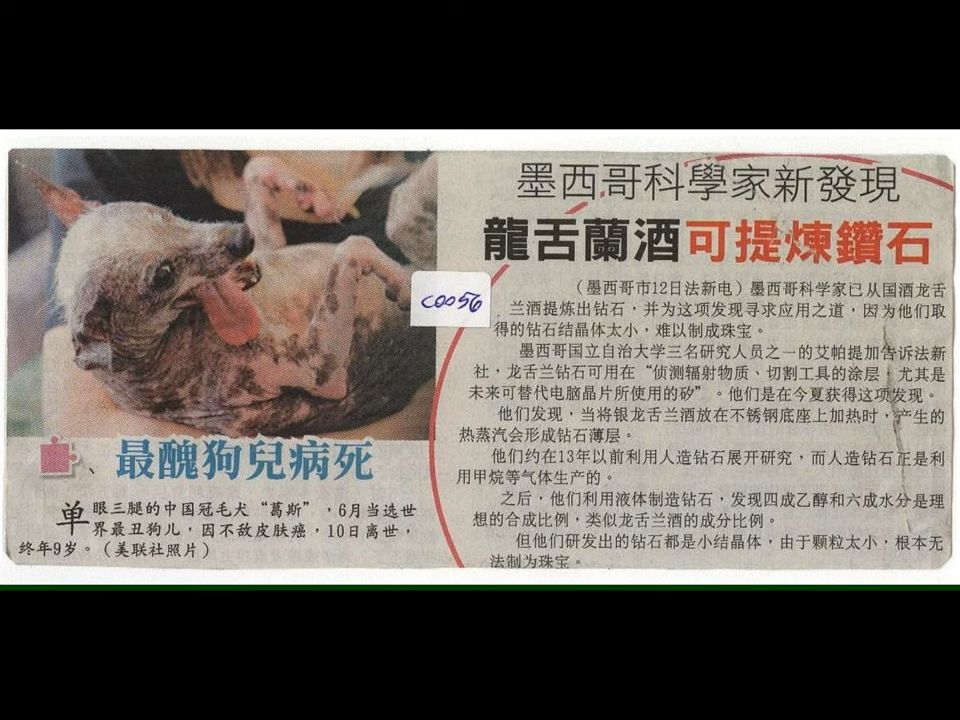 最醜狗兒病死
单眼三腿的中国冠毛犬“葛斯”，6月当选世
界最丑狗儿，因不敌皮肤癌，10日离世，
终年9岁。（美联社照片）
C0056
墨西哥科學家新發現
龍舌蘭酒可提煉鑽石
（墨西哥市12日法新电）墨西哥科学家已从国酒龙舌
兰酒提炼出钻石，并为这项发现寻求应用之道，因为他们取
得的钻石结晶体太小，难以制成珠宝。
墨西哥国立自治大学三名研究人员之一的艾帕提加告诉法新
社，龙舌兰钻石可用在“侦测辐射物质、切割工具的涂层，尤其是
未来可替代电脑晶片所使用的矽”。他们是在今夏获得这项发现。
他们发现，当将银龙舌兰酒放在不锈钢底座上加热时，产生的
热蒸汽会形成钻石薄层。
他们约在13年以前利用人造钻石展开研究，而人造钻石正是利
用甲烷等气体生产的。
之后，他们利用液体制造钻石，发现四成乙醇和六成水分是理
想的合成比例，类似龙舌兰酒的成分比例。
但他们研发出的钻石都是小结晶体，由于颗粒太小，根本无
法制为珠宝。